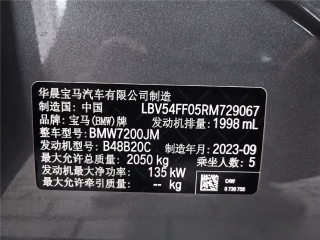 华晨宝马汽车有限公司制造
制造国：中国 LBV54FF05RM729067
品牌：宝马(BMW)牌 发动机排量：1998 mL
整车型号：BMW7200JM
发动机型号：B48B20C 制造年月：2023-09
最大允许总质量：2050 kg 乘坐人数：5
发动机最大净功率：135 kW
最大允许牵引质量：-- kg
C4W
8 738 750